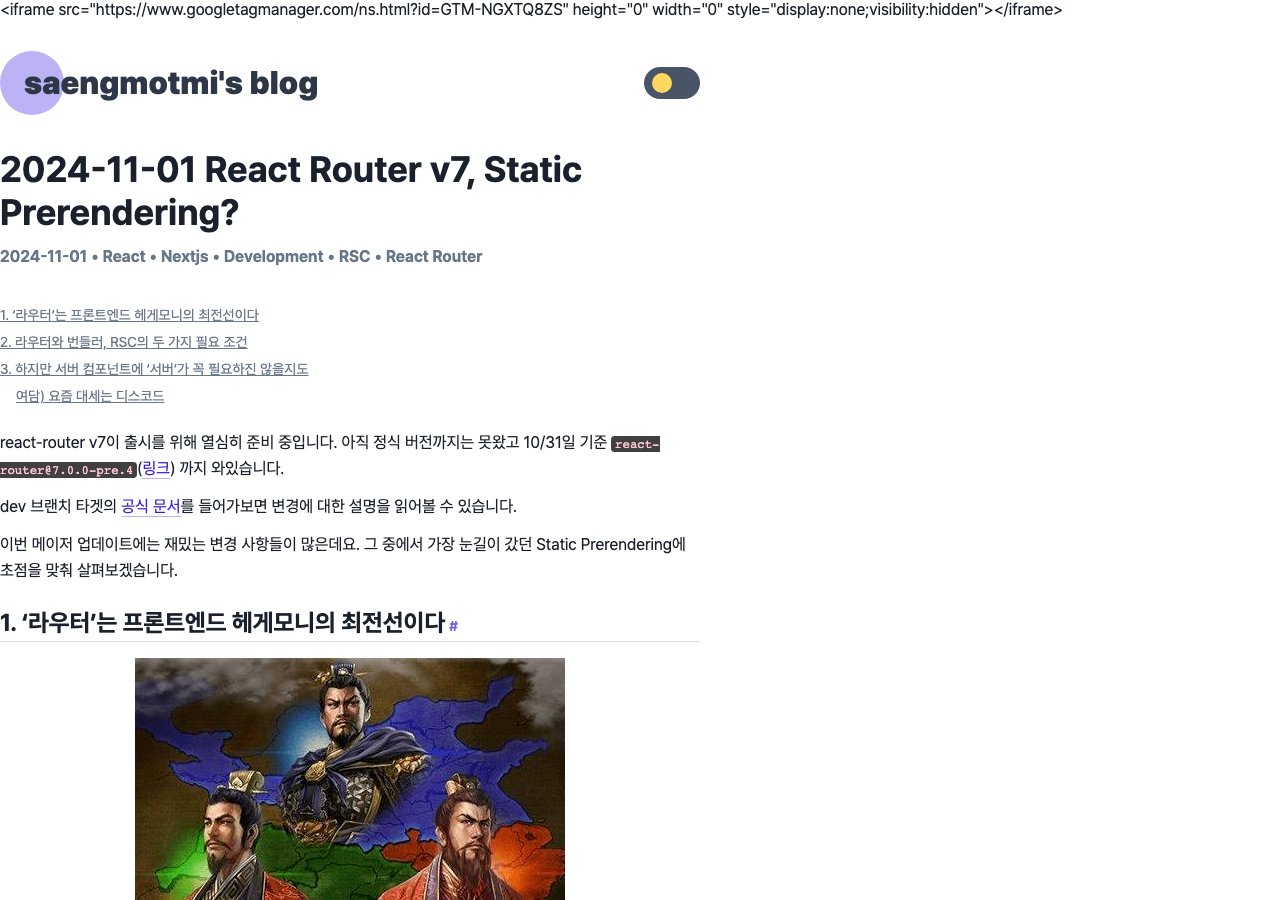 <iframe src="https://www.googletagmanager.com/ns.html?id=GTM-NGXTQ8ZS" height="0" width="0" style="display:none;visibility:hidden"></iframe>
saengmotmi's blog
2024-11-01 React Router v7, Static
Prerendering?
2024-11-01 • React • Nextjs • Development • RSC • React Router
1. ‘라우터’는 프론트엔드 헤게모니의 최전선이다
2. 라우터와 번들러, RSC의 두 가지 필요 조건
3. 하지만 서버 컴포넌트에 ‘서버’가 꼭 필요하진 않을지도
여담) 요즘 대세는 디스코드
react-router v7이 출시를 위해 열심히 준비 중입니다. 아직 정식 버전까지는 못왔고 10/31일 기준 react-
router@7.0.0-pre.4(링크) 까지 와있습니다.
dev 브랜치 타겟의 공식 문서를 들어가보면 변경에 대한 설명을 읽어볼 수 있습니다.
이번 메이저 업데이트에는 재밌는 변경 사항들이 많은데요. 그 중에서 가장 눈길이 갔던 Static Prerendering에
초점을 맞춰 살펴보겠습니다.
1. ‘라우터’는 프론트엔드 헤게모니의 최전선이다 #